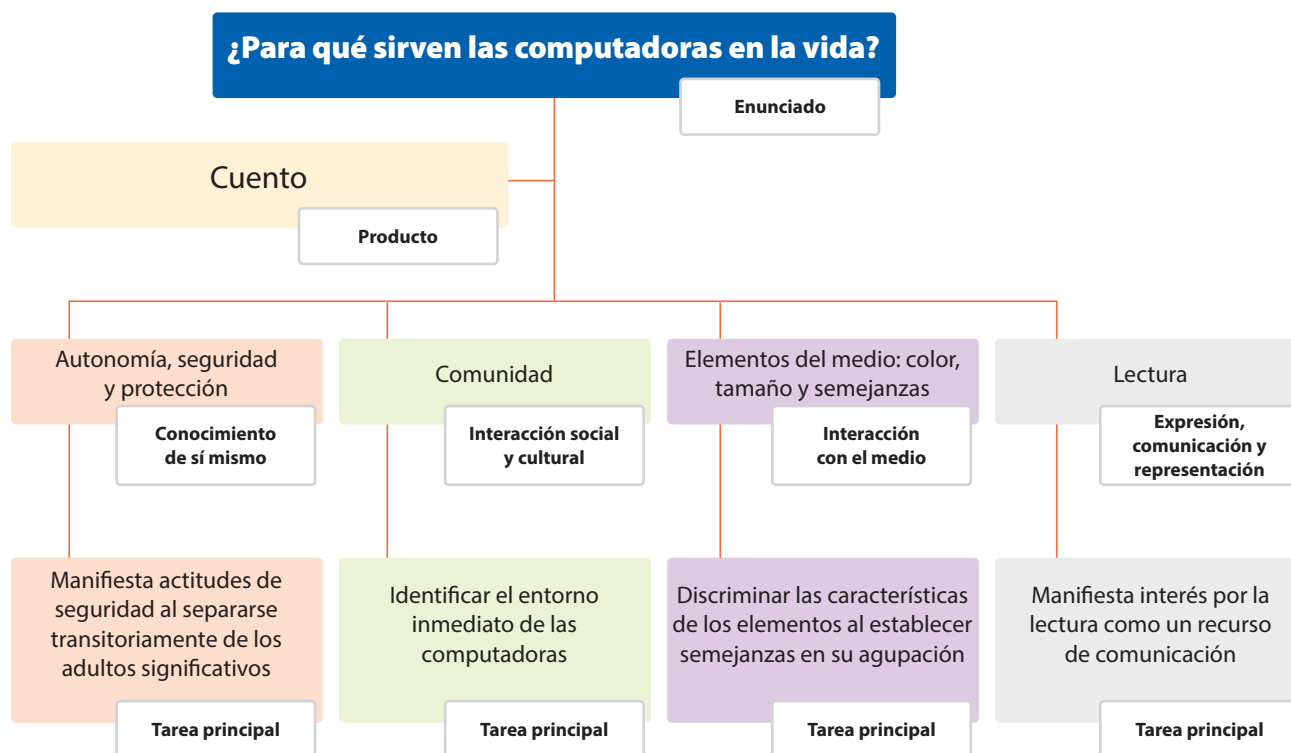 ¿Para qué sirven las computadoras en la vida?
Enunciado
Cuento
Producto
Autonomía, seguridad
y protección
Conocimiento
de sí mismo
Comunidad
Interacción social
y cultural
Elementos del medio: color,
tamaño y semejanzas
Interacción
con el medio
Lectura
Expresión,
comunicación y
representación
Manifiesta actitudes de
seguridad al separarse
transitoriamente de los
adultos significativos
Tarea principal
Identificar el entorno
inmediato de las
computadoras
Tarea principal
Discriminar las características
de los elementos al establecer
semejanzas en su agupación
Tarea principal
Manifiesta interés por la
lectura como un recurso
de comunicación
Tarea principal